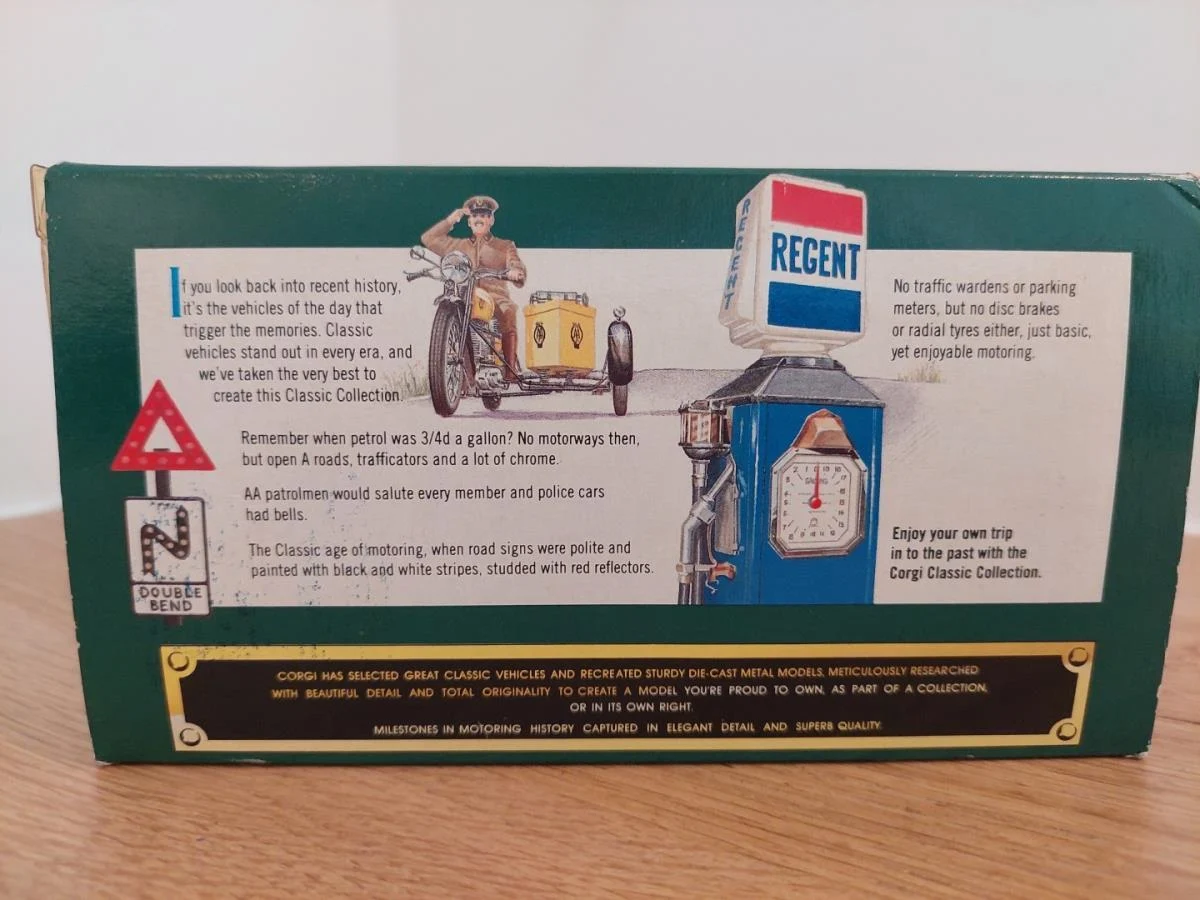 If you look back into recent history,
it's the vehicles of the day that
trigger the memories. Classic
vehicles stand out in every era, and
we've taken the very best to
create this Classic Collection.
Remember when petrol was 3/4d a gallon? No motorways then,
but open A roads, trafficators and a lot of chrome.
AA patrolmen would salute every member and police cars
had bells.
The Classic age of motoring, when road signs were polite and
painted with black and white stripes, studded with red reflectors.
DOUBLE
BEND
REGENT
REGENT
No traffic wardens or parking
meters, but no disc brakes
or radial tyres either, just basic,
yet enjoyable motoring.
Enjoy your own trip
in to the past with the
Corgi Classic Collection.
CORGI HAS SELECTED GREAT CLASSIC VEHICLES AND RECREATED STURDY DIE-CAST METAL MODELS, METICULOUSLY RESEARCHED
WITH BEAUTIFUL DETAIL AND TOTAL ORIGINALITY TO CREATE A MODEL YOU'RE PROUD TO OWN, AS PART OF A COLLECTION,
OR IN ITS OWN RIGHT.
MILESTONES IN MOTORING HISTORY CAPTURED IN ELEGANT DETAIL AND SUPERB QUALITY.